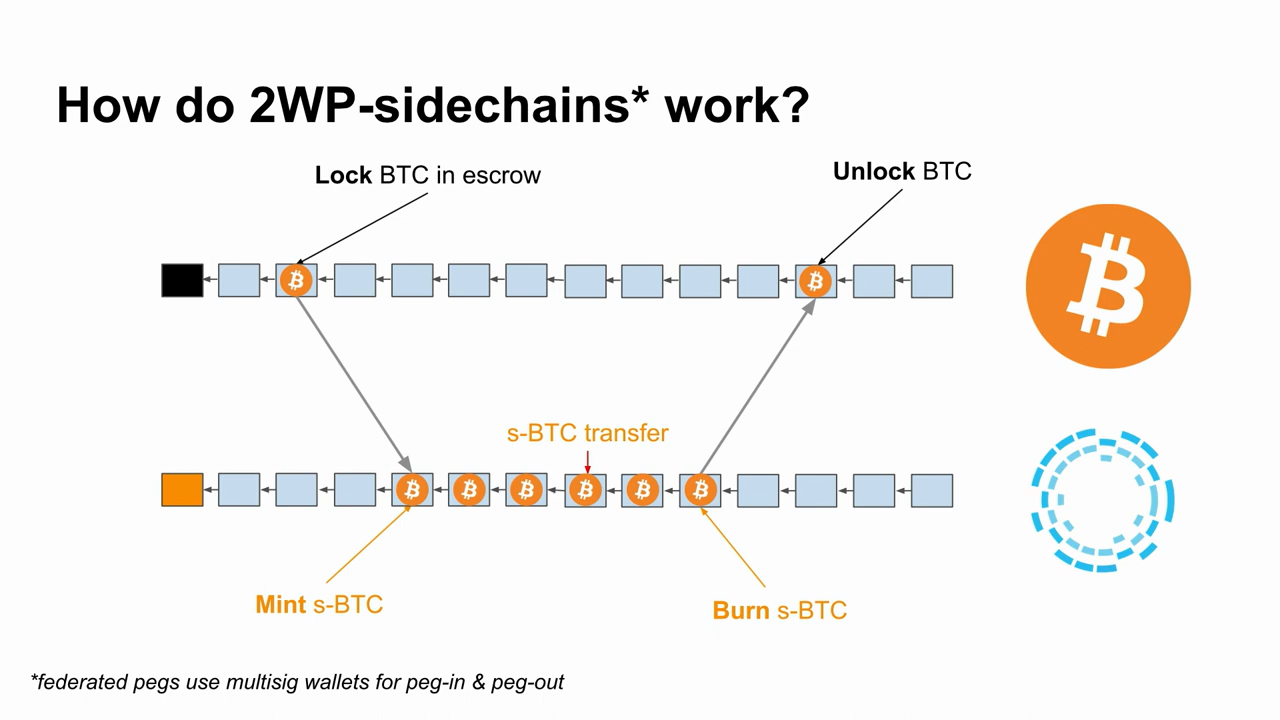 How do 2WP-sidechains* work?
Lock BTC in escrow
Unlock BTC
s-BTC transfer
Mint s-BTC
Burn s-BTC
*federated pegs use multisig wallets for peg-in & peg-out